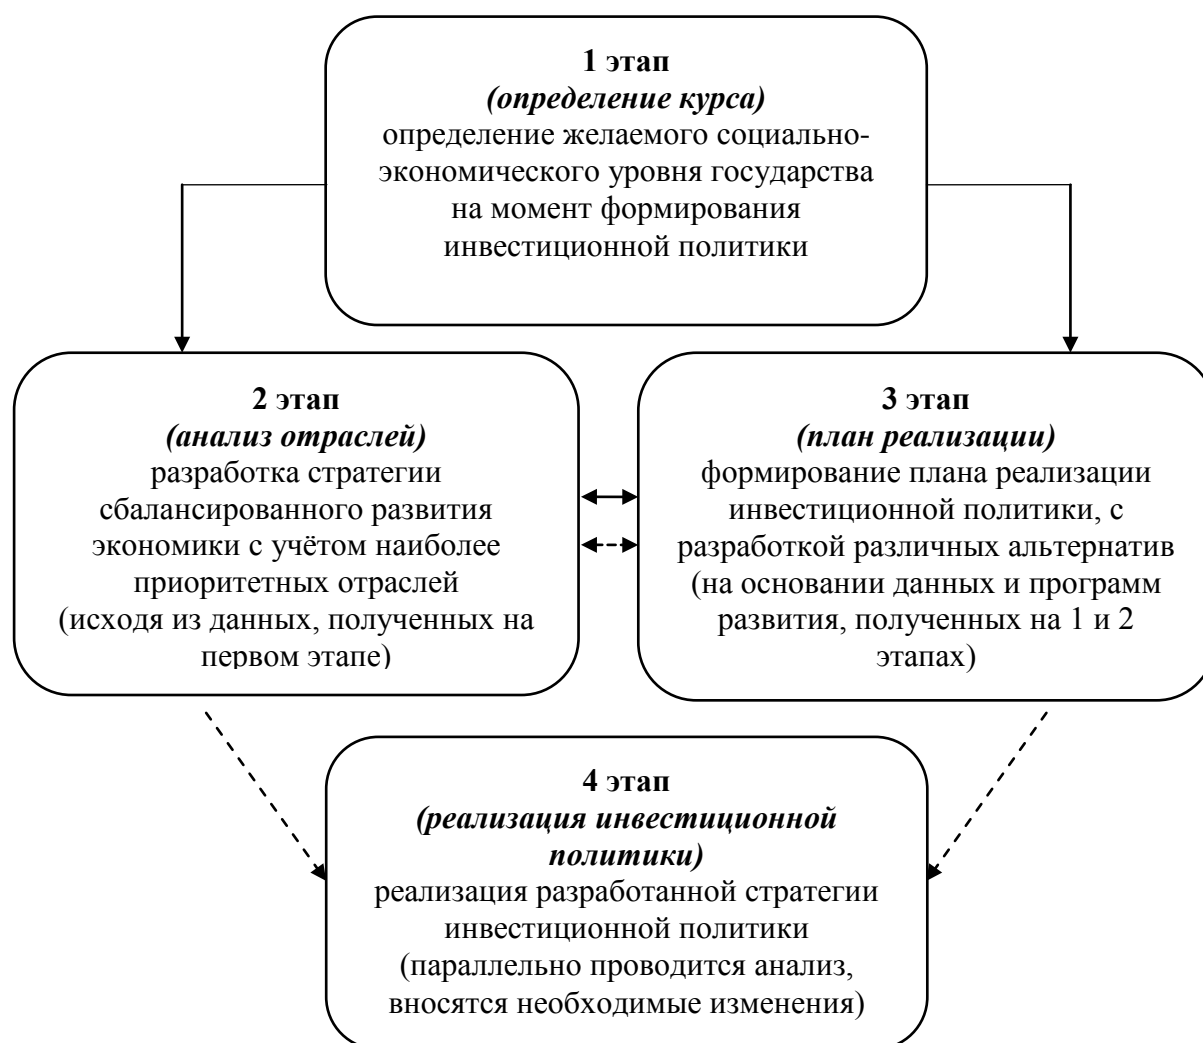 1 этап
(определение курса)
определение желаемого социально-
экономического уровня государства
на момент формирования
инвестиционной политики
2 этап
(анализ отраслей)
разработка стратегии
сбалансированного развития
экономики с учётом наиболее
приоритетных отраслей
(исходя из данных, полученных на
первом этапе)
3 этап
(план реализации)
формирование плана реализации
инвестиционной политики, с
разработкой различных альтернатив
(на основании данных и программ
развития, полученных на 1 и 2
этапах)
4 этап
(реализация инвестиционной
политики)
реализация разработанной стратегии
инвестиционной политики
(параллельно проводится анализ,
вносятся необходимые изменения)